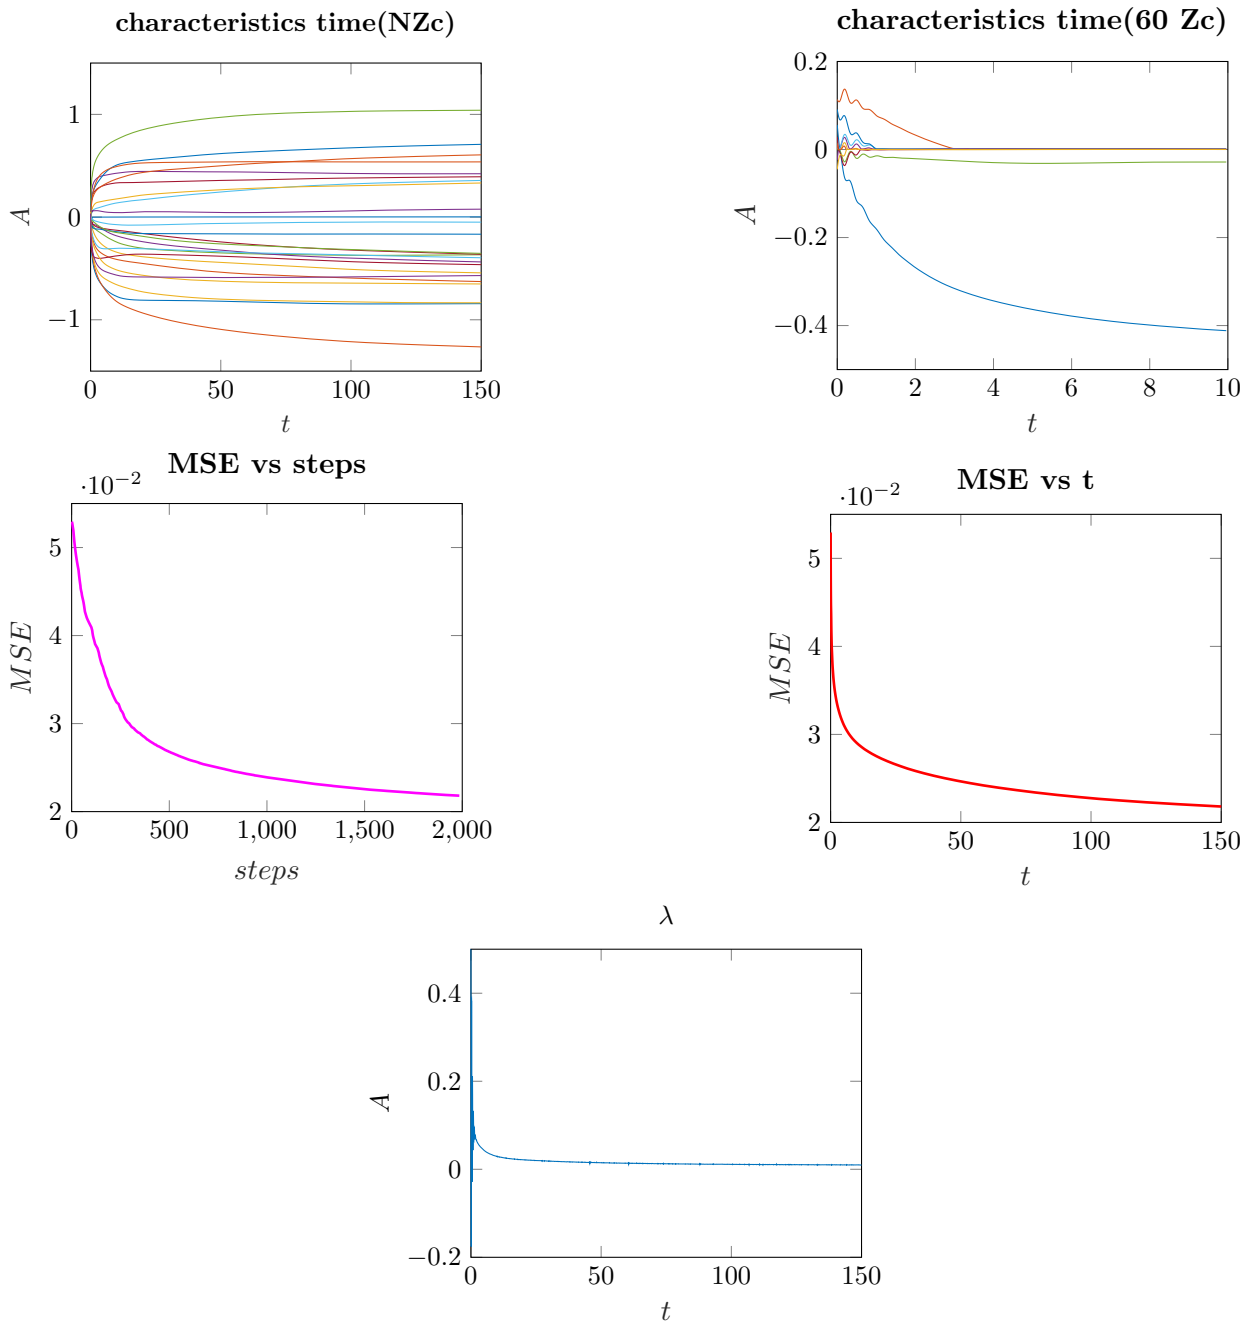 characteristics time(NZc)
1
0
−1
A
0
50
100
150
t
characteristics time(60 Zc)
0.2
0
−0.2
−0.4
A
0
2
4
6
8
10
t
MSE vs steps
·10−2
5
4
3
2
MSE
0
500
1,000
1,500
2,000
steps
MSE vs t
·10−2
5
4
3
2
MSE
0
50
100
150
t
λ
0.4
0.2
0
−0.2
A
0
50
100
150
t